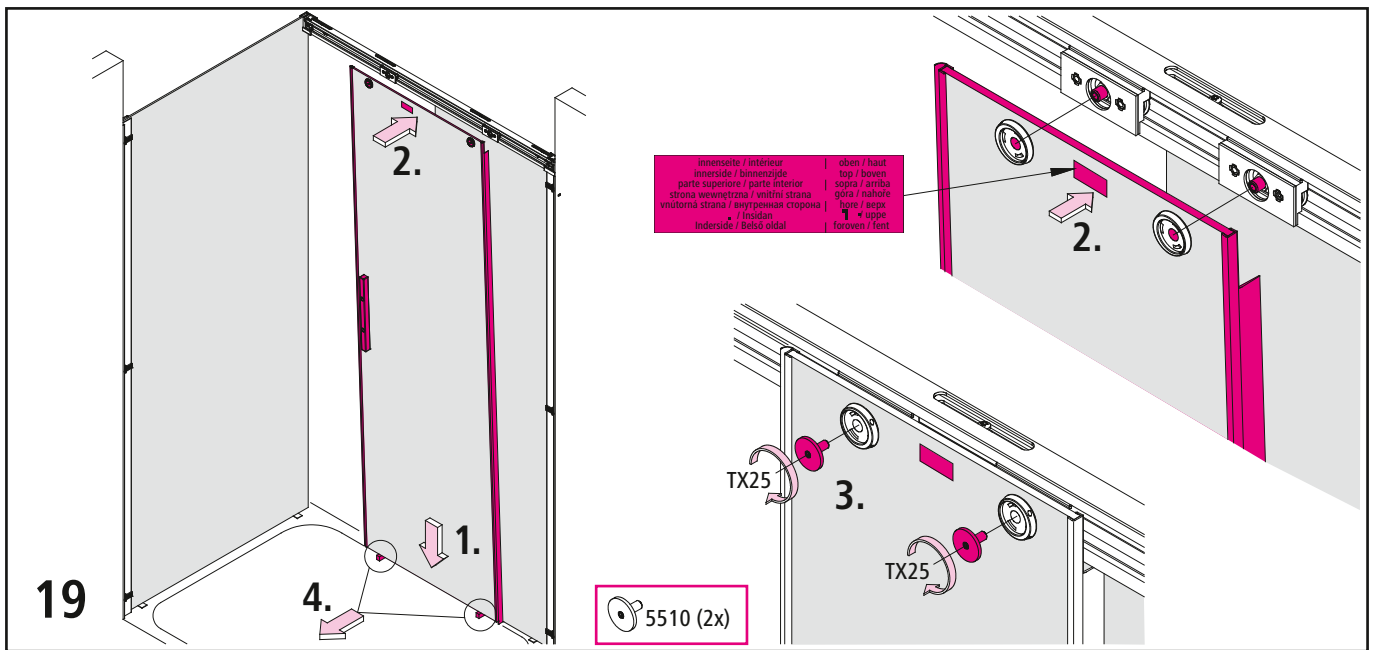 2.
1.
4.
19
innenseite / intérieur | oben / haut
innerside / binnenzijde | top / boven
parte superiore / parte interior | sopra / arriba
strona wewnętrzna / vnitřní strana | góra / nahoře
vnútorná strana / внутренняя сторона | hore / верх
/ insidan | / uppe
Inderside / Belső oldal | foroven / fent
2.
TX25
3.
TX25
5510 (2x)